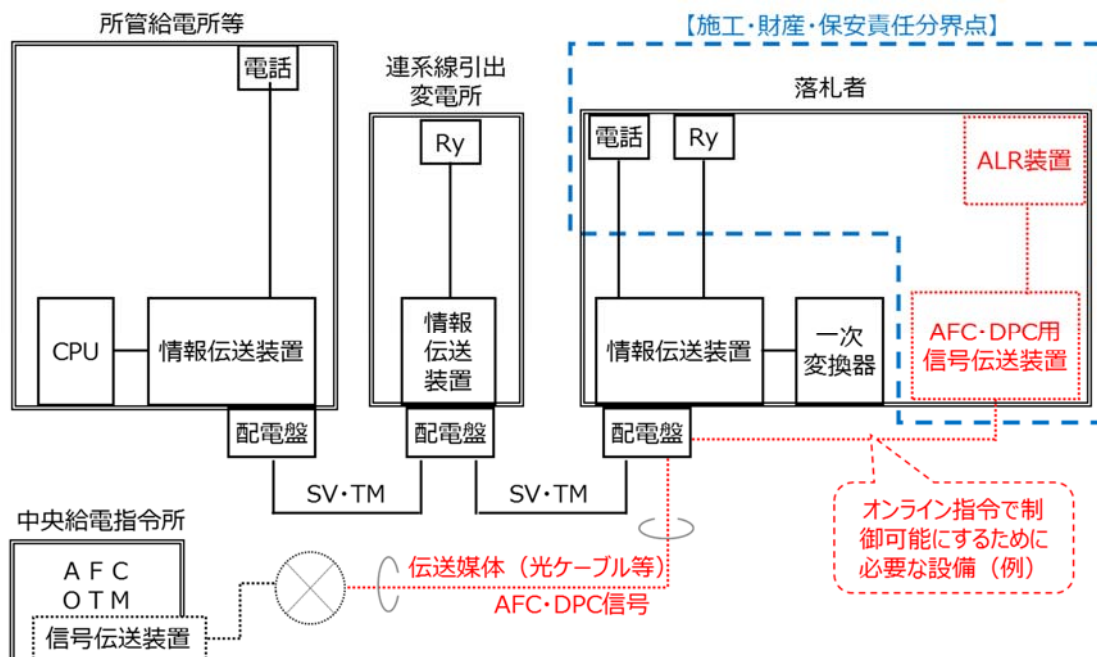 所管給電所等
電話
CPU
情報伝送装置
配電盤
連系線引出
変電所
Ry
情報
伝送
装置
配電盤
【施工・財産・保安責任分界点】
落札者
電話
Ry
ALR装置
情報伝送装置
一次
変換器
AFC・DPC用
信号伝送装置
配電盤
SV・TM
SV・TM
オンライン指令で制
御可能にするために
必要な設備（例）
中央給電指令所
AFC
OTM
信号伝送装置
伝送媒体（光ケーブル等）
AFC・DPC信号